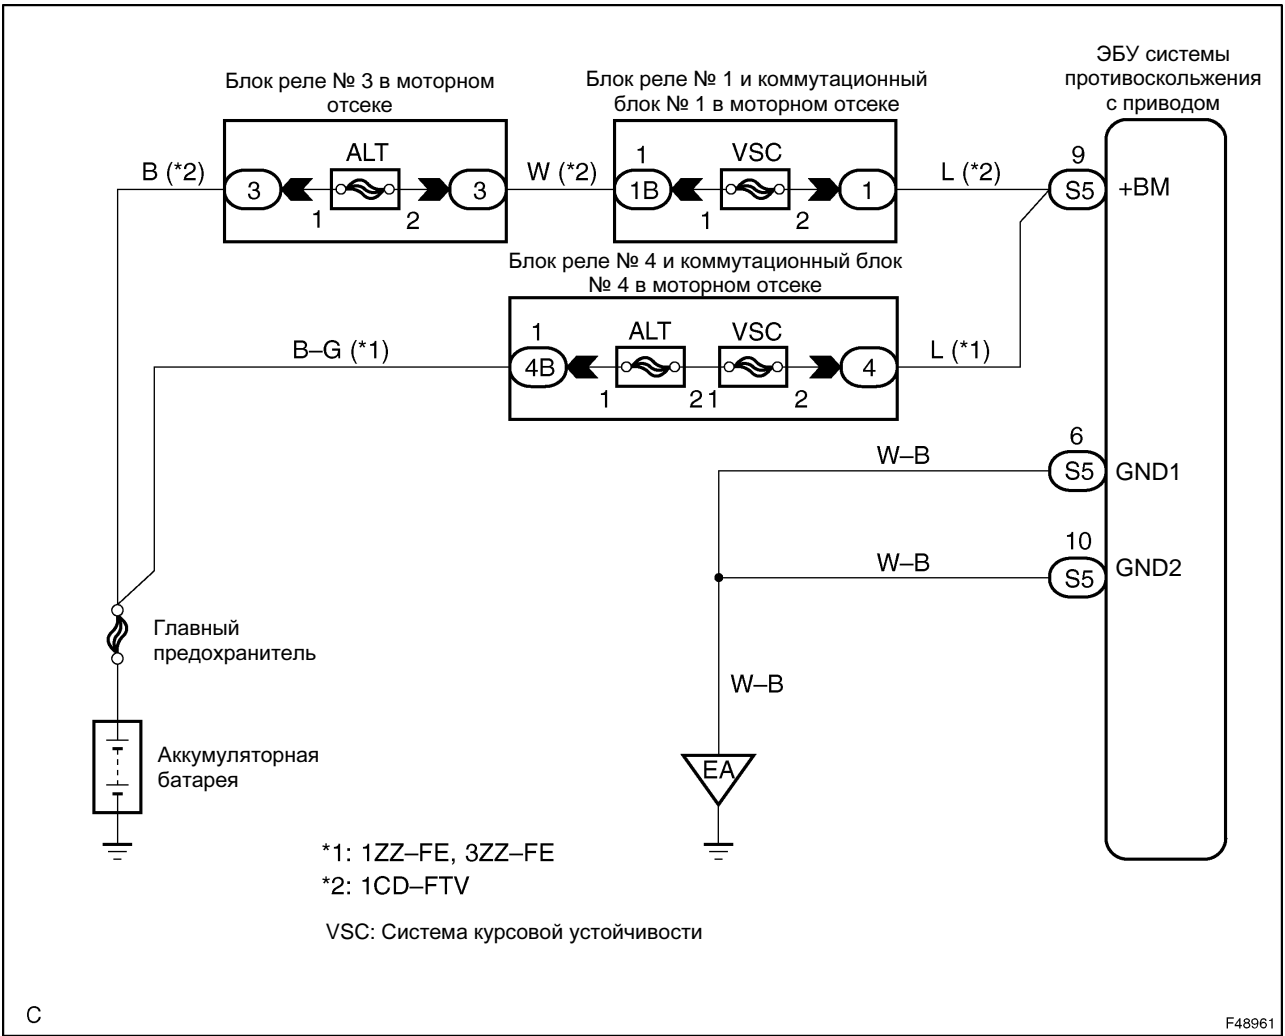 ЭБУ системы
противоскольжения
с приводом
Блок реле № 3 в моторном
отсеке
Блок реле № 1 и коммутационный
блок № 1 в моторном отсеке
B (*2)
3
ALT
1
2
3
W (*2)
1
1B
VSC
1
2
1
L (*2)
9
S5
+BM
Блок реле № 4 и коммутационный блок
№ 4 в моторном отсеке
B–G (*1)
1
4B
ALT
1
2
VSC
1
2
4
L (*1)
W–B
6
S5
GND1
W–B
10
S5
GND2
Главный
предохранитель
W–B
Аккумуляторная
батарея
EA
*1: 1ZZ–FE, 3ZZ–FE
*2: 1CD–FTV
VSC: Система курсовой устойчивости
C
F48961